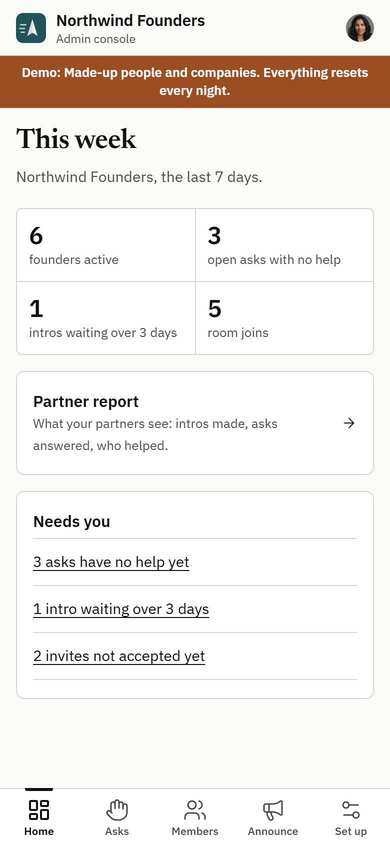 Northwind Founders
Admin console
Demo: Made-up people and companies. Everything resets
every night.
This week
Northwind Founders, the last 7 days.
6
founders active
3
open asks with no help
1
intros waiting over 3 days
5
room joins
Partner report
What your partners see: intros made, asks
answered, who helped.
Needs you
3 asks have no help yet
1 intro waiting over 3 days
2 invites not accepted yet
Home
Asks
Members
Announce
Set up